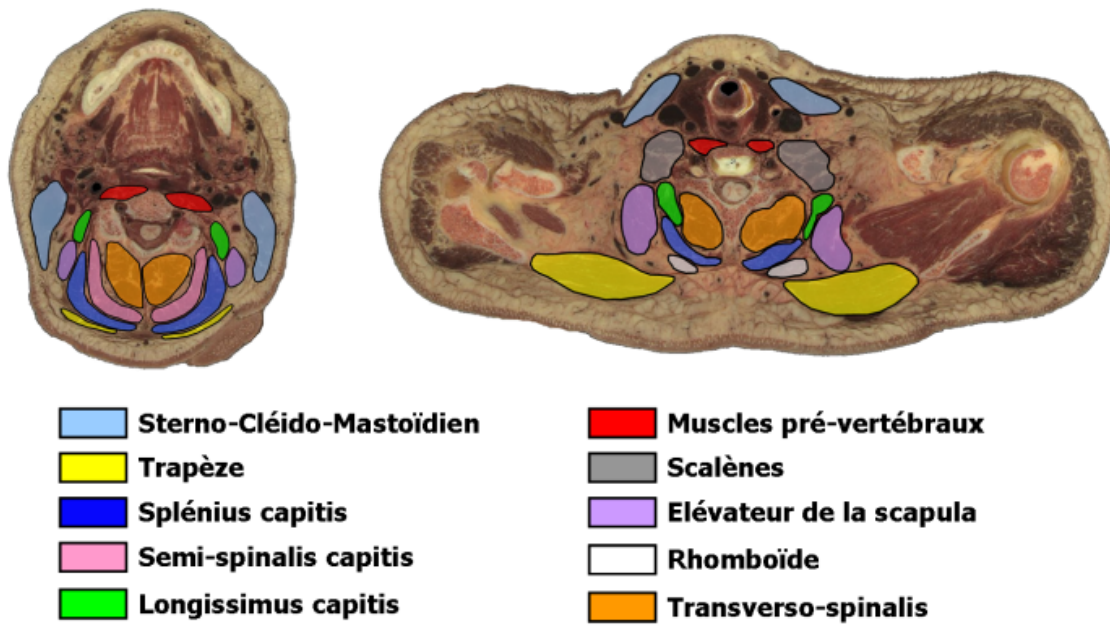 Sterno-Cléido-Mastoïdien
Trapèze
Splénius capitis
Semi-spinalis capitis
Longissimus capitis
Muscles pré-vertébraux
Scalènes
Elévateur de la scapula
Rhomboïde
Transverso-spinalis